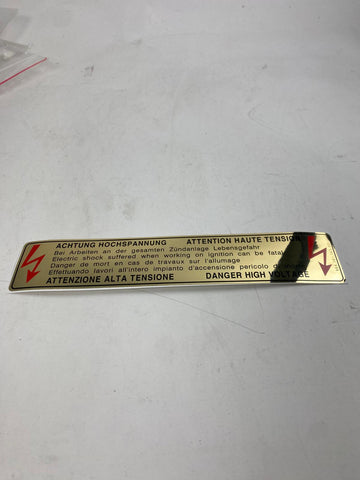 ACHTUNG HOCHSPANNUNG ATTENTION HAUTE TENSION
Bei Arbeiten an der gesamten Zündanlage Lebensgefahr
Electric shock suffered when working on ignition can be fatal
Danger de mort en cas de travaux sur l'allumage
Effettuando lavori all'intero impianto d'accensione pericolo di
ATTENZIONE ALTA TENSIONE DANGER HIGH VOLTAGE